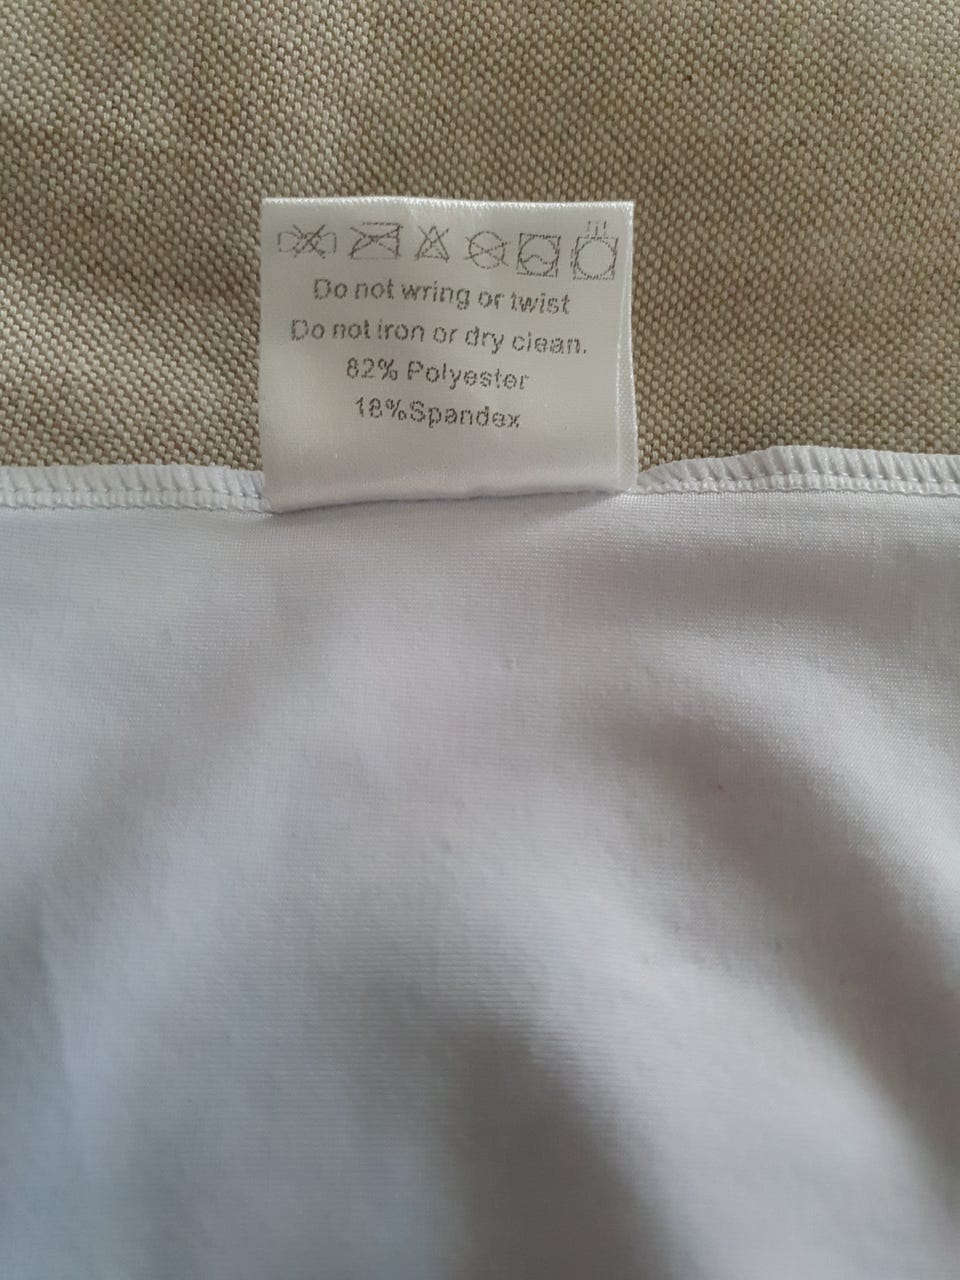 Do not wring or twist
Do not iron or dry clean.
82% Polyester
18%Spandex